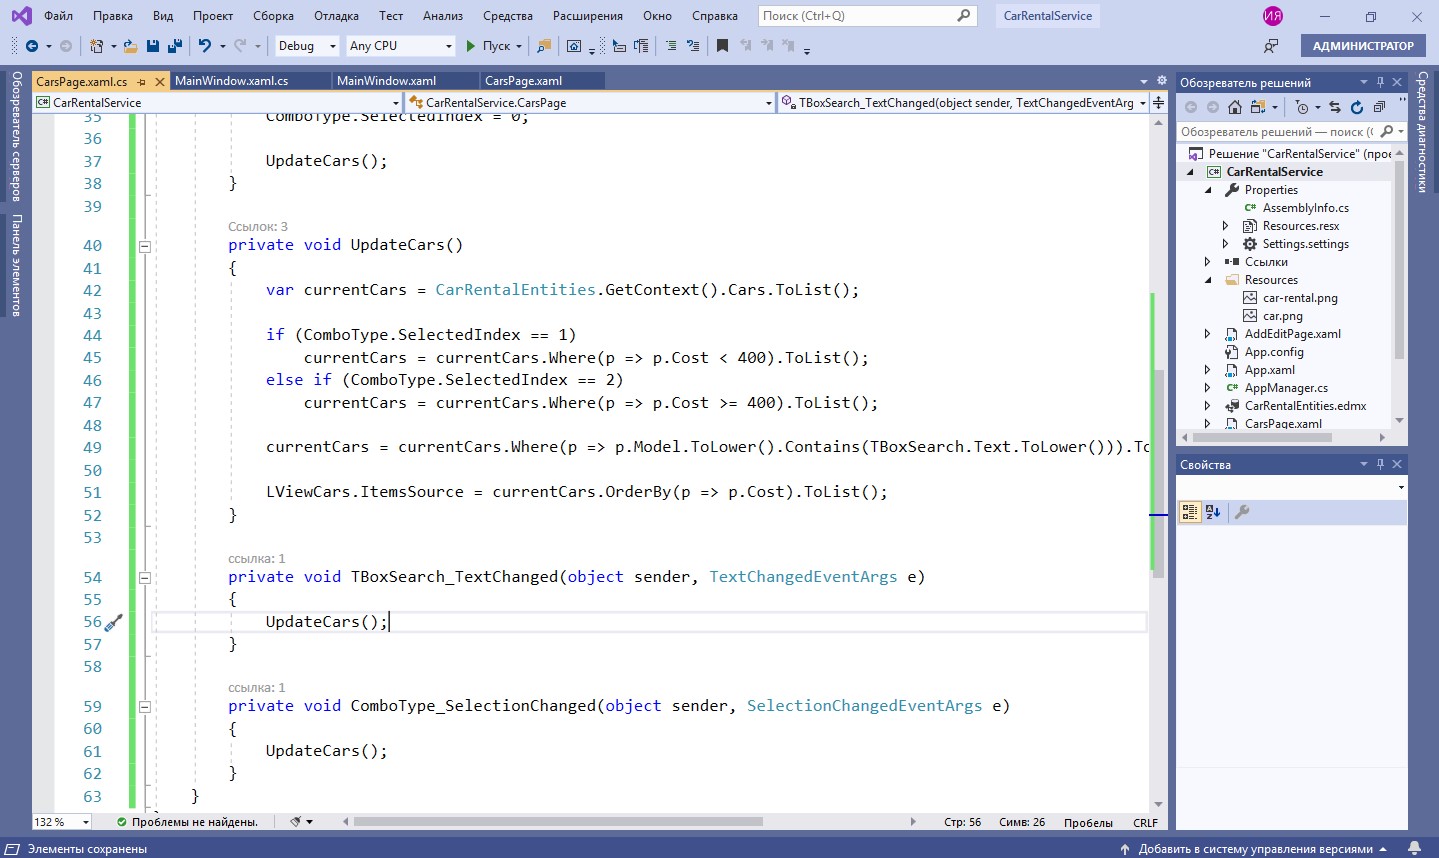 Файл Правка Вид Проект Сборка Отладка Тест Анализ Средства Расширения Окно Справка Поиск (Ctrl+Q) CarRentalService ИЯ
Debug Any CPU Пуск АДМИНИСТРАТОР
Обозреватель серверов
Панель элементов
CarsPage.xaml.cs MainWindow.xaml.cs MainWindow.xaml CarsPage.xaml
CarRentalService CarRentalService.CarsPage TBoxSearch_TextChanged(object sender, TextChangedEventArg
35 ComboType.SelectedIndex = 0;
36
37 UpdateCars();
38 }
39
Ссылок: 3
40 private void UpdateCars()
41 {
42 var currentCars = CarRentalEntities.GetContext().Cars.ToList();
43
44 if (ComboType.SelectedIndex == 1)
45 currentCars = currentCars.Where(p => p.Cost < 400).ToList();
46 else if (ComboType.SelectedIndex == 2)
47 currentCars = currentCars.Where(p => p.Cost >= 400).ToList();
48
49 currentCars = currentCars.Where(p => p.Model.ToLower().Contains(TBoxSearch.Text.ToLower())).To
50
51 LViewCars.ItemsSource = currentCars.OrderBy(p => p.Cost).ToList();
52 }
53
ссылка: 1
54 private void TBoxSearch_TextChanged(object sender, TextChangedEventArgs e)
55 {
56 UpdateCars();
57 }
58
ссылка: 1
59 private void ComboType_SelectionChanged(object sender, SelectionChangedEventArgs e)
60 {
61 UpdateCars();
62 }
63 }
132 % Проблемы не найдены. Стр: 56 Симв: 26 Пробелы CRLF
Обозреватель решений
Обозреватель решений — поиск (
Решение "CarRentalService" (прое
C# CarRentalService
Properties
C# AssemblyInfo.cs
Resources.resx
Settings.settings
Ссылки
Resources
car-rental.png
car.png
AddEditPage.xaml
App.config
App.xaml
C# AppManager.cs
CarRentalEntities.edmx
CarsPage.xaml
Свойства
Средства диагностики
Элементы сохранены Добавить в систему управления версиями